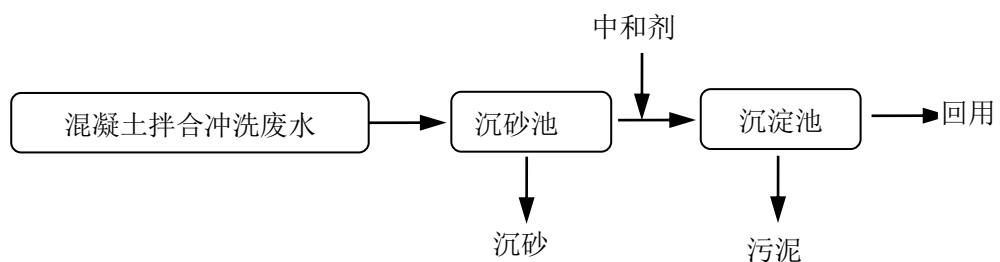 中和剂
混凝土拌合冲洗废水
沉砂池
沉淀池
回用
沉砂
污泥